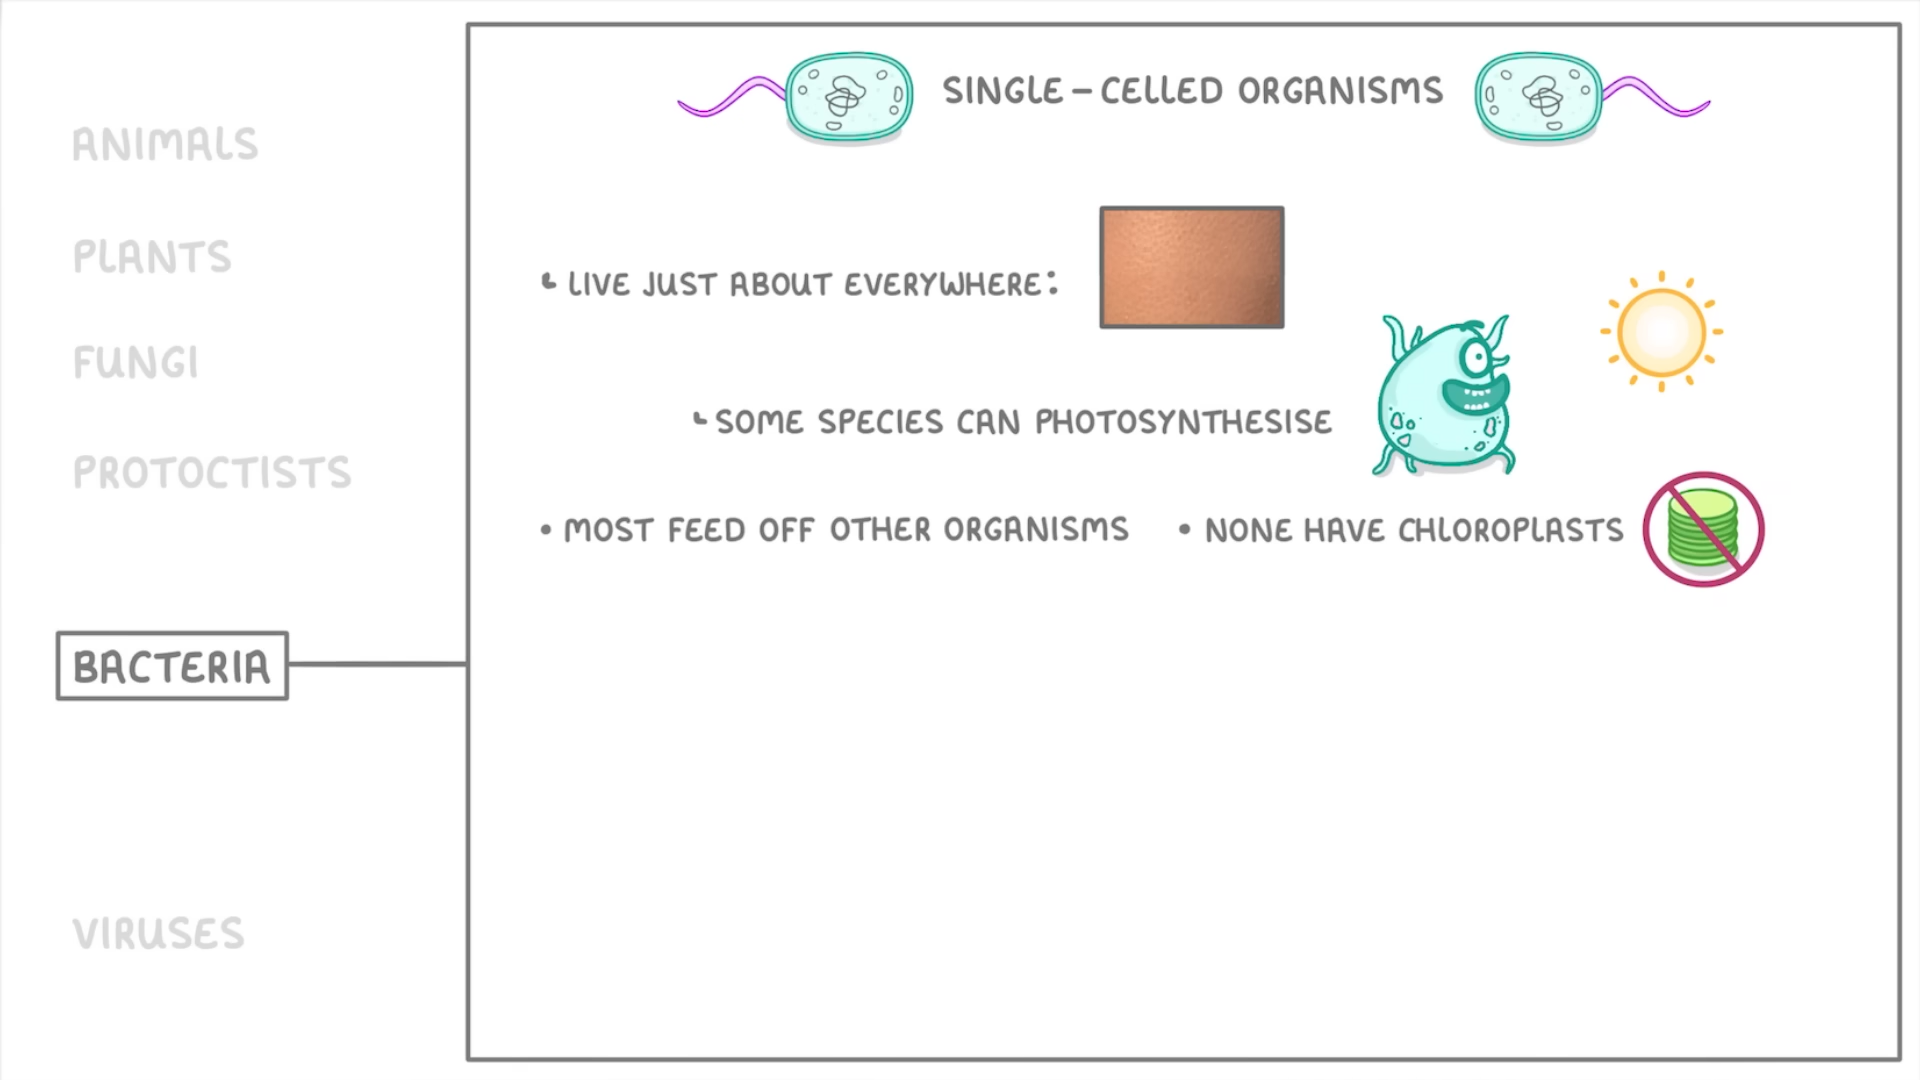 SINGLE-CELLED ORGANISMS
ANIMALS
PLANTS
LIVE JUST ABOUT EVERYWHERE:
FUNGI
SOME SPECIES CAN PHOTOSYNTHESISE
PROTOCTISTS
• MOST FEED OFF OTHER ORGANISMS • NONE HAVE CHLOROPLASTS
BACTERIA
VIRUSES